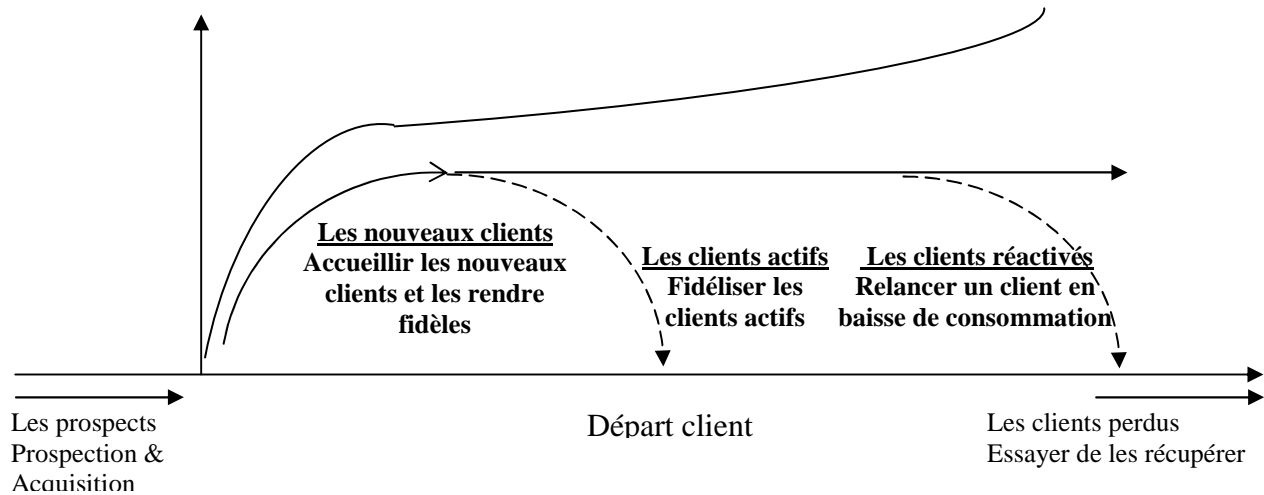 Les nouveaux clients
Accueillir les nouveaux
clients et les rendre
fidèles
Les clients actifs
Fidéliser les
clients actifs
Les clients réactivés
Relancer un client en
baisse de consommation
Les prospects
Prospection &
Acquisition
Départ client
Les clients perdus
Essayer de les récupérer